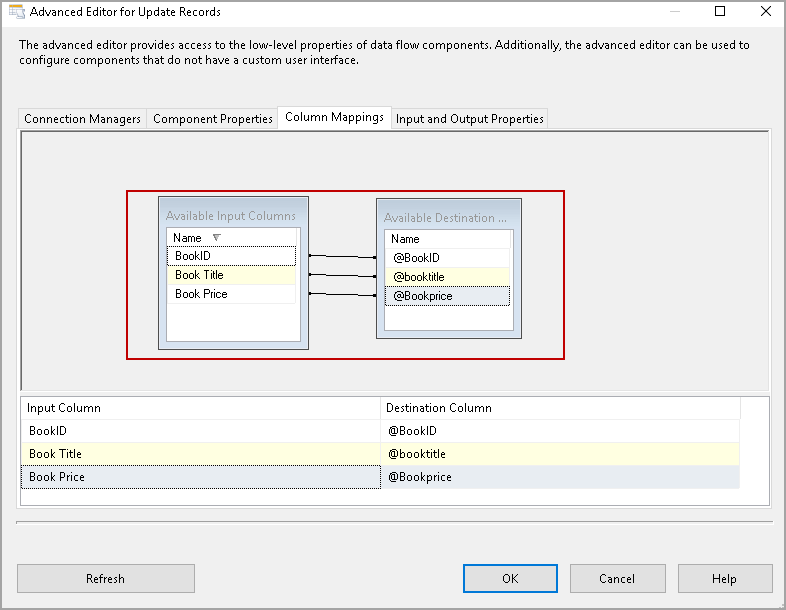 Advanced Editor for Update Records
The advanced editor provides access to the low-level properties of data flow components. Additionally, the advanced editor can be used to
configure components that do not have a custom user interface.
Connection Managers Component Properties Column Mappings Input and Output Properties
Available Input Columns
Name
BookID
Book Title
Book Price
Available Destination ...
Name
@BookID
@booktitle
@Bookprice
Input Column Destination Column
BookID @BookID
Book Title @booktitle
Book Price @Bookprice
Refresh OK Cancel Help